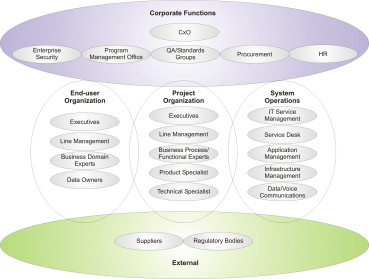 Corporate Functions
CxO
Enterprise
Security
Program
Management Office
QA/Standards
Groups
Procurement
HR
End-user
Organization
Executives
Line Management
Business Domain
Experts
Data Owners
Project
Organization
Executives
Line Management
Business Process/
Functional Experts
Product Specialist
Technical Specialist
System
Operations
IT Service
Management
Service Desk
Application
Management
Infrastructure
Management
Data/Voice
Communications
Suppliers
Regulatory Bodies
External